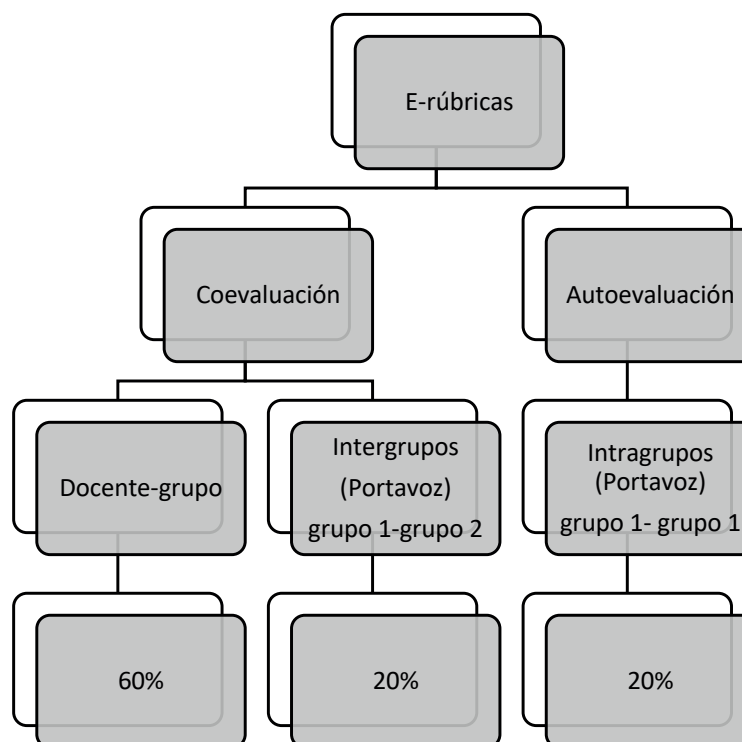 E-rúbricas
Coevaluación
Autoevaluación
Docente-grupo
Intergrupos
(Portavoz)
grupo 1-grupo 2
Intragrupos
(Portavoz)
grupo 1- grupo 1
60%
20%
20%